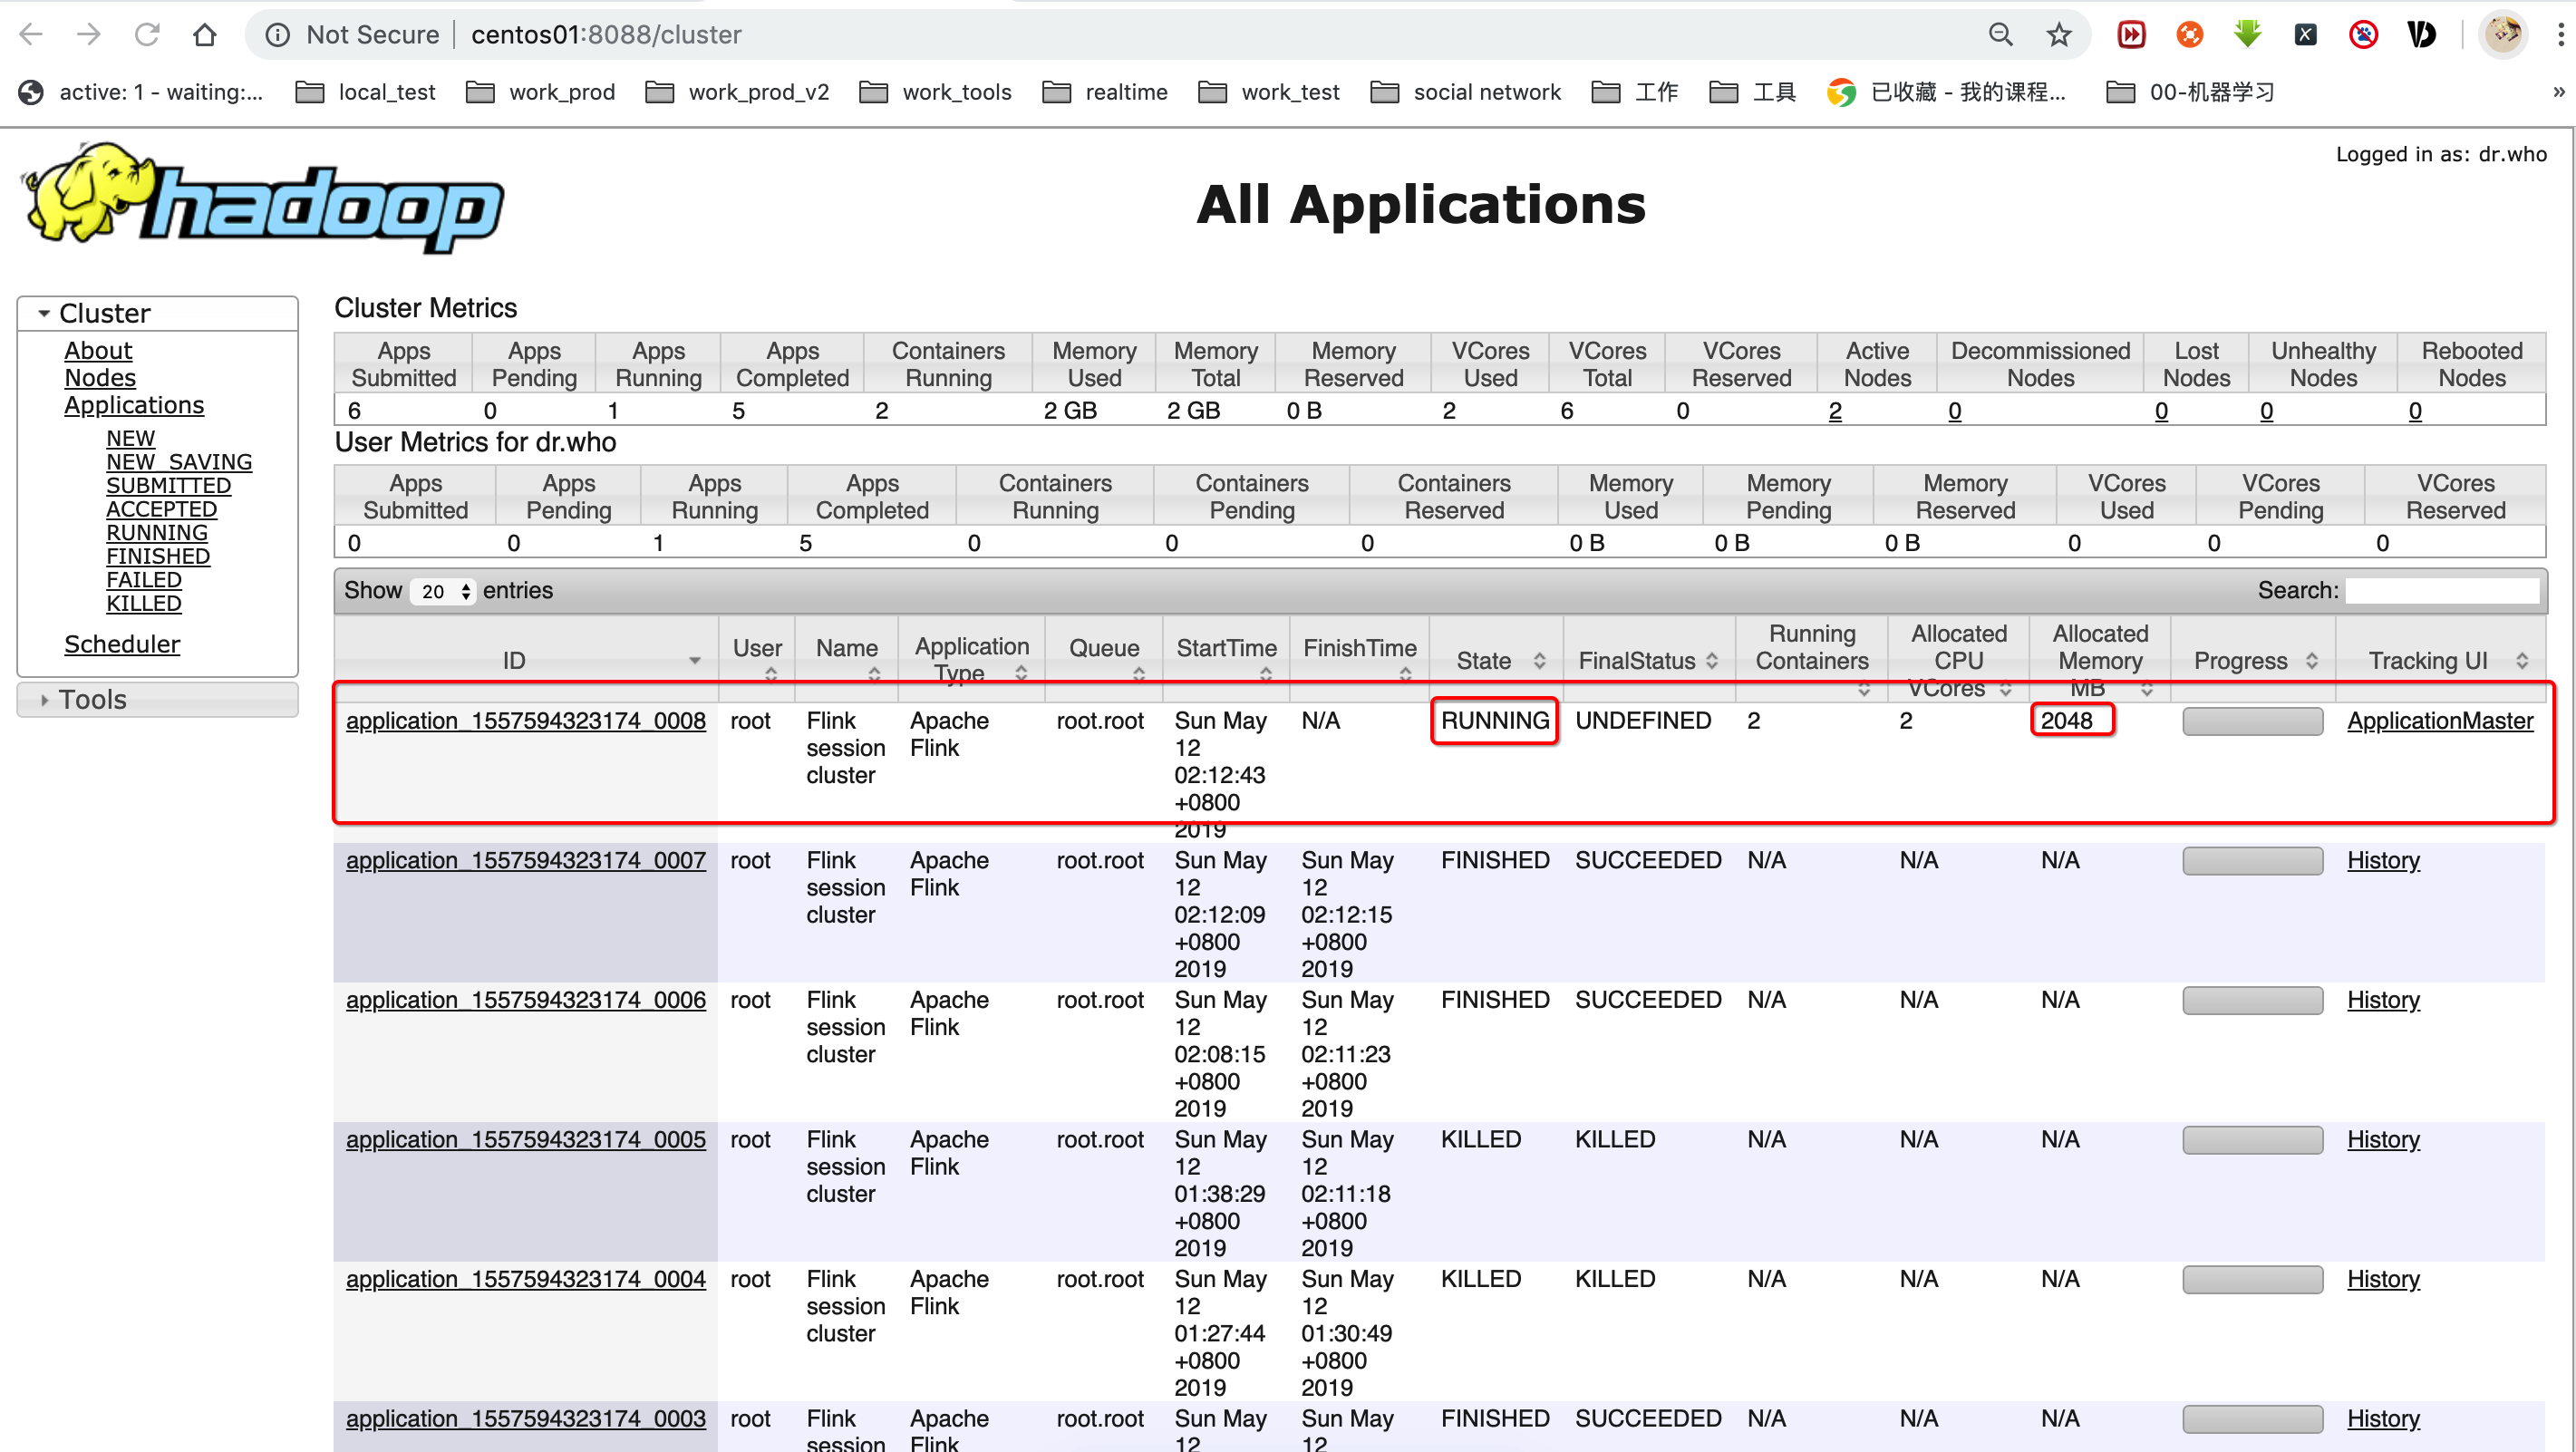 Not Secure | centos01:8088/cluster
active: 1 - waiting:... local_test work_prod work_prod_v2 work_tools realtime work_test social network 工作 工具 已收藏 - 我的课程... 00-机器学习 »
hadoop
Logged in as: dr.who
All Applications
Cluster
About
Nodes
Applications
NEW
NEW_SAVING
SUBMITTED
ACCEPTED
RUNNING
FINISHED
FAILED
KILLED
Scheduler
Tools
Cluster Metrics
Apps Submitted Apps Pending Apps Running Apps Completed Containers Running Memory Used Memory Total Memory Reserved VCores Used VCores Total VCores Reserved Active Nodes Decommissioned Nodes Lost Nodes Unhealthy Nodes Rebooted Nodes
6 0 1 5 2 2 GB 2 GB 0 B 2 6 0 2 0 0 0 0
User Metrics for dr.who
Apps Submitted Apps Pending Apps Running Apps Completed Containers Running Containers Pending Containers Reserved Memory Used Memory Pending Memory Reserved VCores Used VCores Pending VCores Reserved
0 0 1 5 0 0 0 0 B 0 B 0 B 0 0 0
Show 20 entries Search:
ID User Name Application Type Queue StartTime FinishTime State FinalStatus Running Containers Allocated CPU VCores Allocated Memory MB Progress Tracking UI
application_1557594323174_0008 root Flink session cluster Apache Flink root.root Sun May 12 02:12:43 +0800 2019 N/A RUNNING UNDEFINED 2 2 2048 ApplicationMaster
application_1557594323174_0007 root Flink session cluster Apache Flink root.root Sun May 12 02:12:09 +0800 2019 Sun May 12 02:12:15 +0800 2019 FINISHED SUCCEEDED N/A N/A N/A History
application_1557594323174_0006 root Flink session cluster Apache Flink root.root Sun May 12 02:08:15 +0800 2019 Sun May 12 02:11:23 +0800 2019 FINISHED SUCCEEDED N/A N/A N/A History
application_1557594323174_0005 root Flink session cluster Apache Flink root.root Sun May 12 01:38:29 +0800 2019 Sun May 12 02:11:18 +0800 2019 KILLED KILLED N/A N/A N/A History
application_1557594323174_0004 root Flink session cluster Apache Flink root.root Sun May 12 01:27:44 +0800 2019 Sun May 12 01:30:49 +0800 2019 KILLED KILLED N/A N/A N/A History
application_1557594323174_0003 root Flink session Apache Flink root.root Sun May 12 Sun May 12 FINISHED SUCCEEDED N/A N/A N/A History